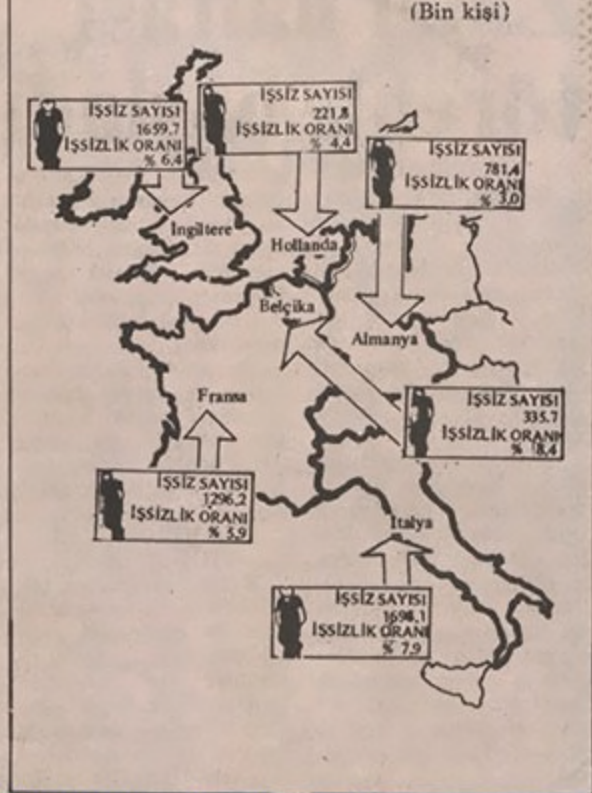 (Bin kişi)
İŞSİZ SAYISI
1659,7
İŞSİZLİK ORANI
% 6,4
İŞSİZ SAYISI
221,8
İŞSİZLİK ORANI
% 4,4
İŞSİZ SAYISI
781,4
İŞSİZLİK ORANI
% 3,0
İngiltere
Hollanda
Belçika
Almanya
Fransa
İŞSİZ SAYISI
335.7
İŞSİZLİK ORANI
% 8,4
İŞSİZ SAYISI
1296,2
İŞSİZLİK ORANI
% 5,9
İtalya
İŞSİZ SAYISI
1694,1
İŞSİZLİK ORANI
% 7,9